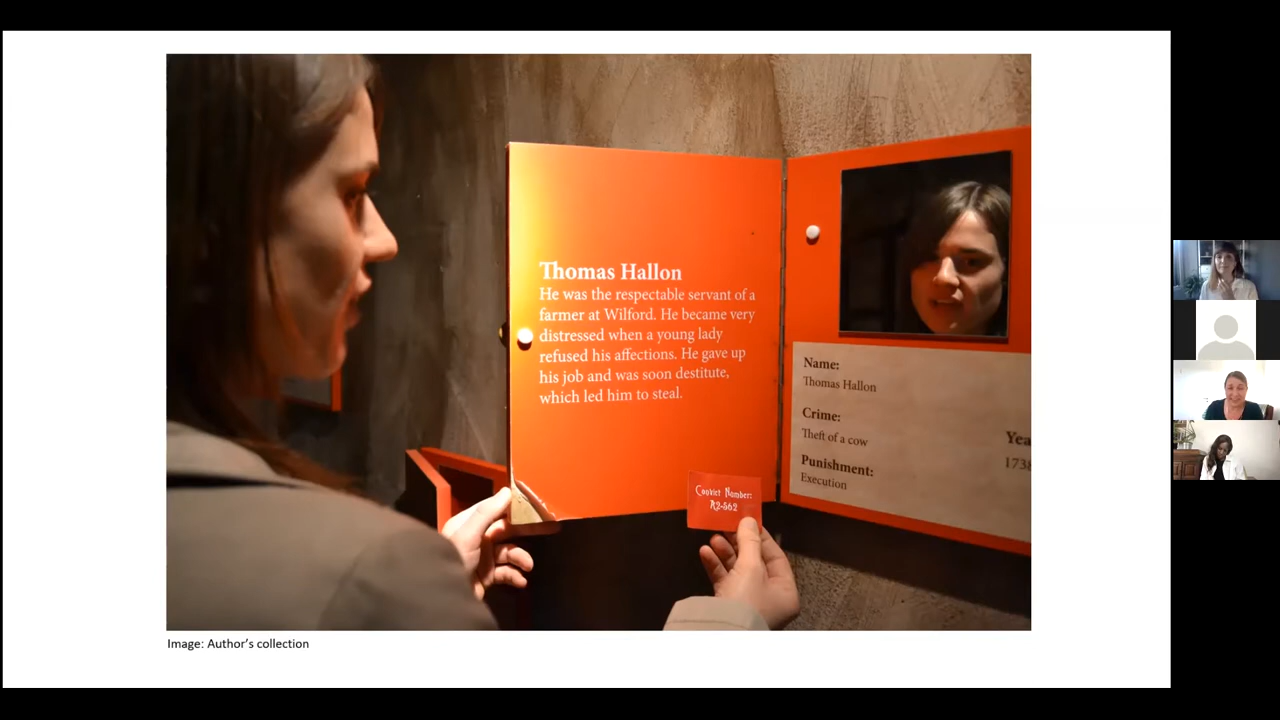 Thomas Hallon
He was the respectable servant of a
farmer at Wilford. He became very
distressed when a young lady
refused his affections. He gave up
his job and was soon destitute,
which led him to steal.
Convict Number:
R2-562
Name:
Thomas Hallon
Crime:
Theft of a cow
Punishment:
Execution
Yea
1738
Image: Author's collection